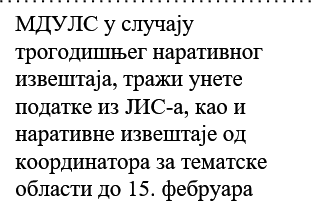 МДУЛС у случају
трогодишњег наративног
извештаја, тражи унете
податке из ЈИС-а, као и
наративне извештаје од
координатора за тематске
области до 15. фебруара